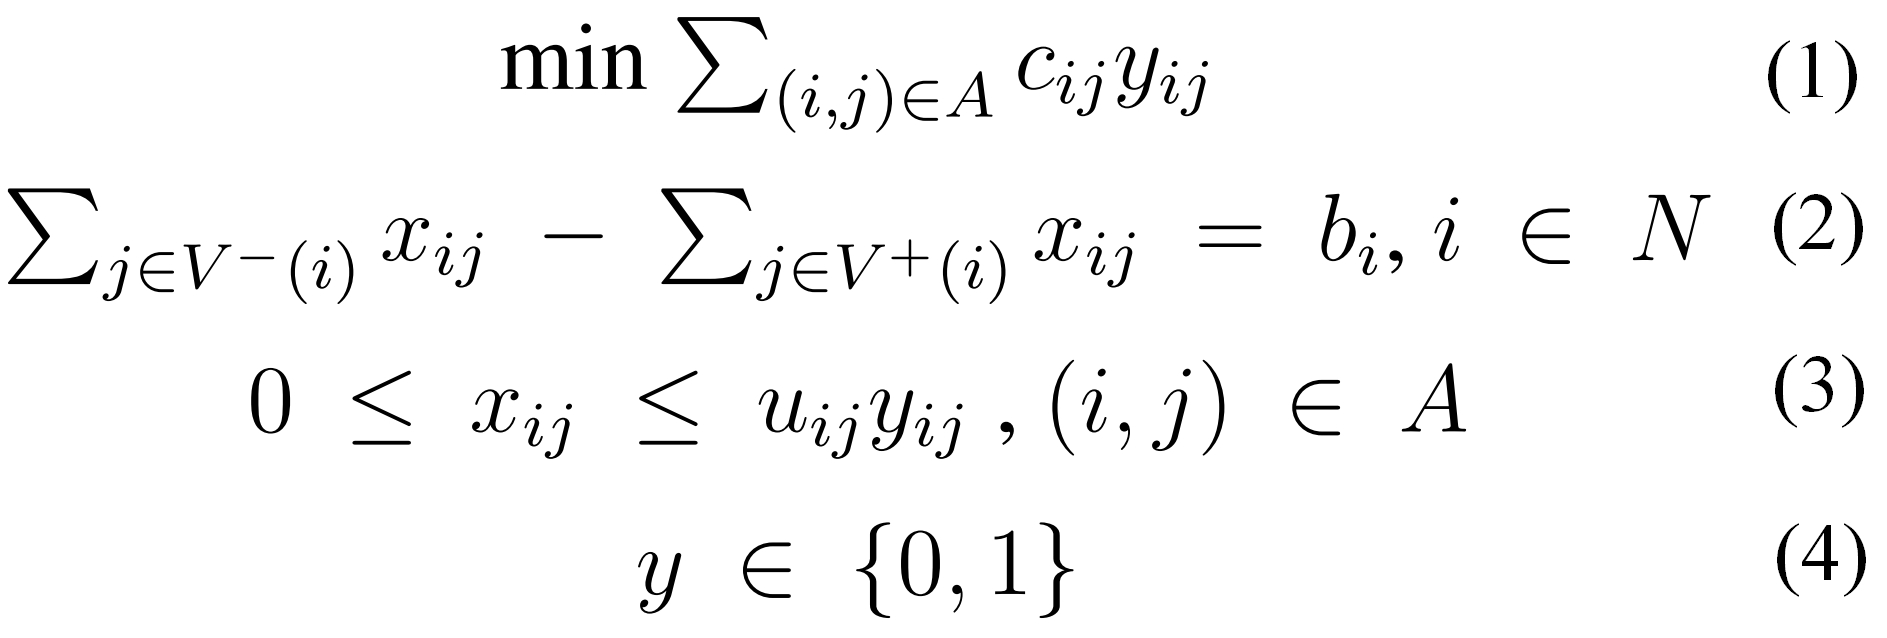 min ∑_{(i,j)∈A} c_{ij}y_{ij} (1)
∑_{j∈V^-(i)} x_{ij} − ∑_{j∈V^+(i)} x_{ij} = b_i, i ∈ N (2)
0 ≤ x_{ij} ≤ u_{ij}y_{ij} , (i, j) ∈ A (3)
y ∈ {0, 1} (4)